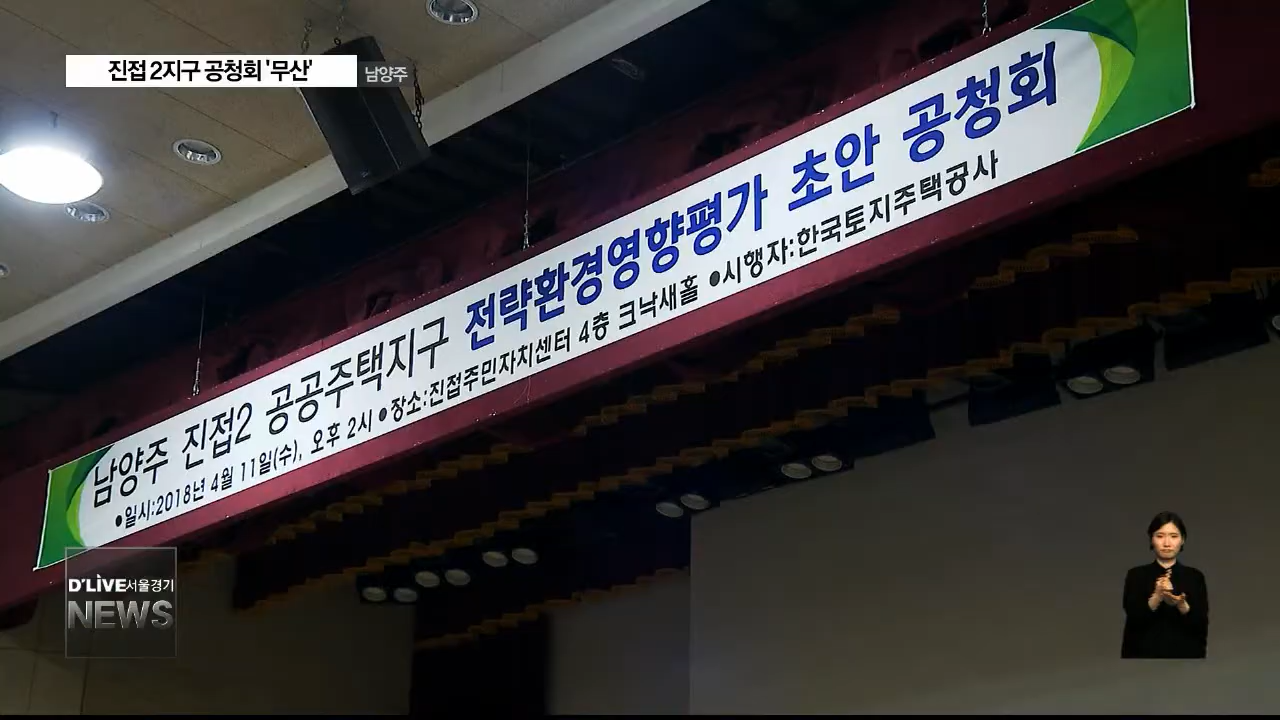 진접 2지구 공청회 '무산' 남양주
남양주 진접2 공공주택지구 전략환경영향평가 초안 공청회
●일시:2018년 4월 11일(수), 오후 2시 ●장소:진접주민자치센터 4층 크낙새홀 ●시행자:한국토지주택공사
D'LIVE서울경기
NEWS